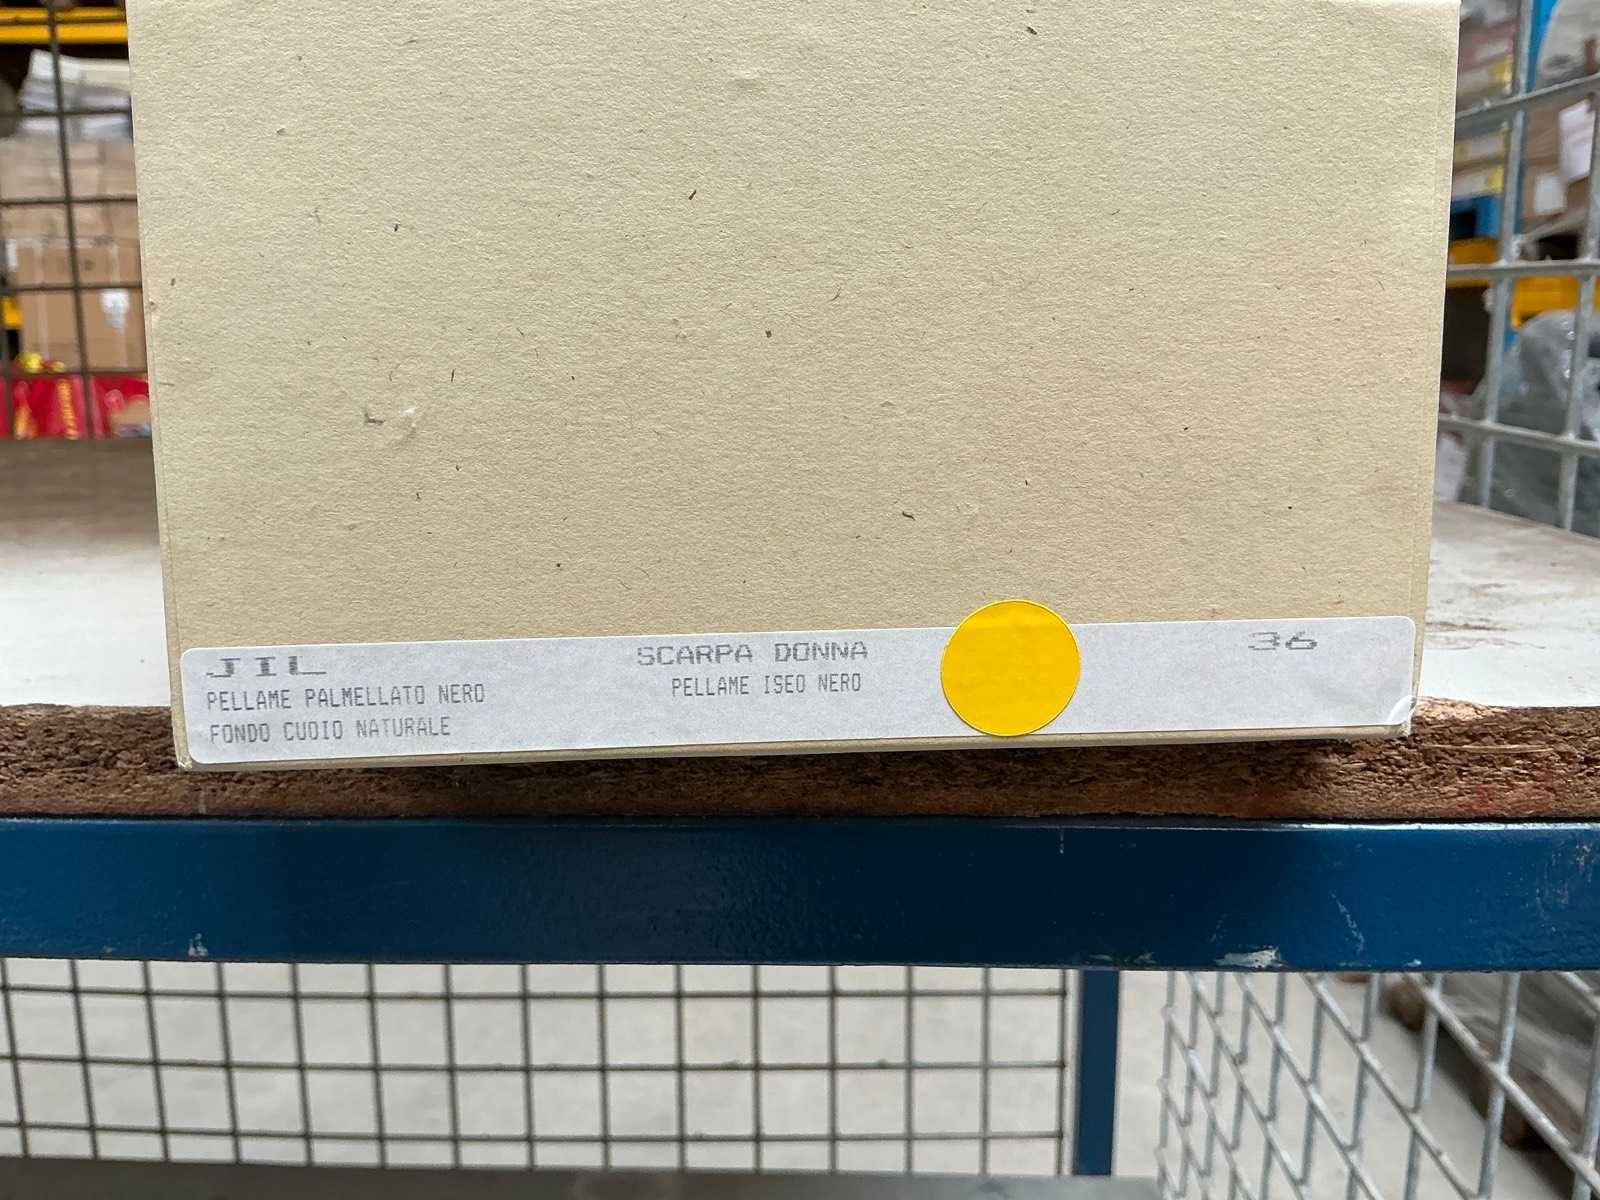 JIL
SCARPA DONNA
36
PELLAME PALMELLATO NERO
PELLAME ISEO NERO
FONDO CUOIO NATURALE